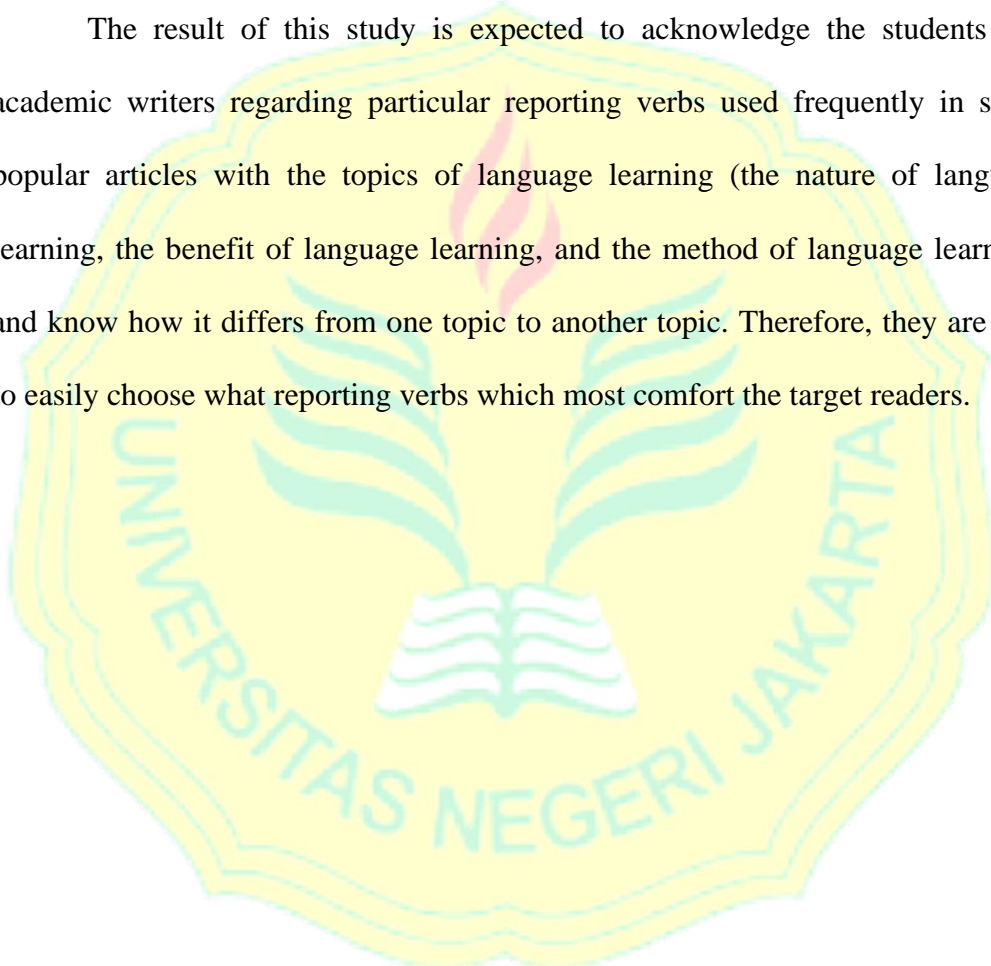 The result of this study is expected to acknowledge the students
academic writers regarding particular reporting verbs used frequently in s
popular articles with the topics of language learning (the nature of lang
learning, the benefit of language learning, and the method of language learn
and know how it differs from one topic to another topic. Therefore, they are
to easily choose what reporting verbs which most comfort the target readers.
UNIVERSITAS NEGERI JAKARTA